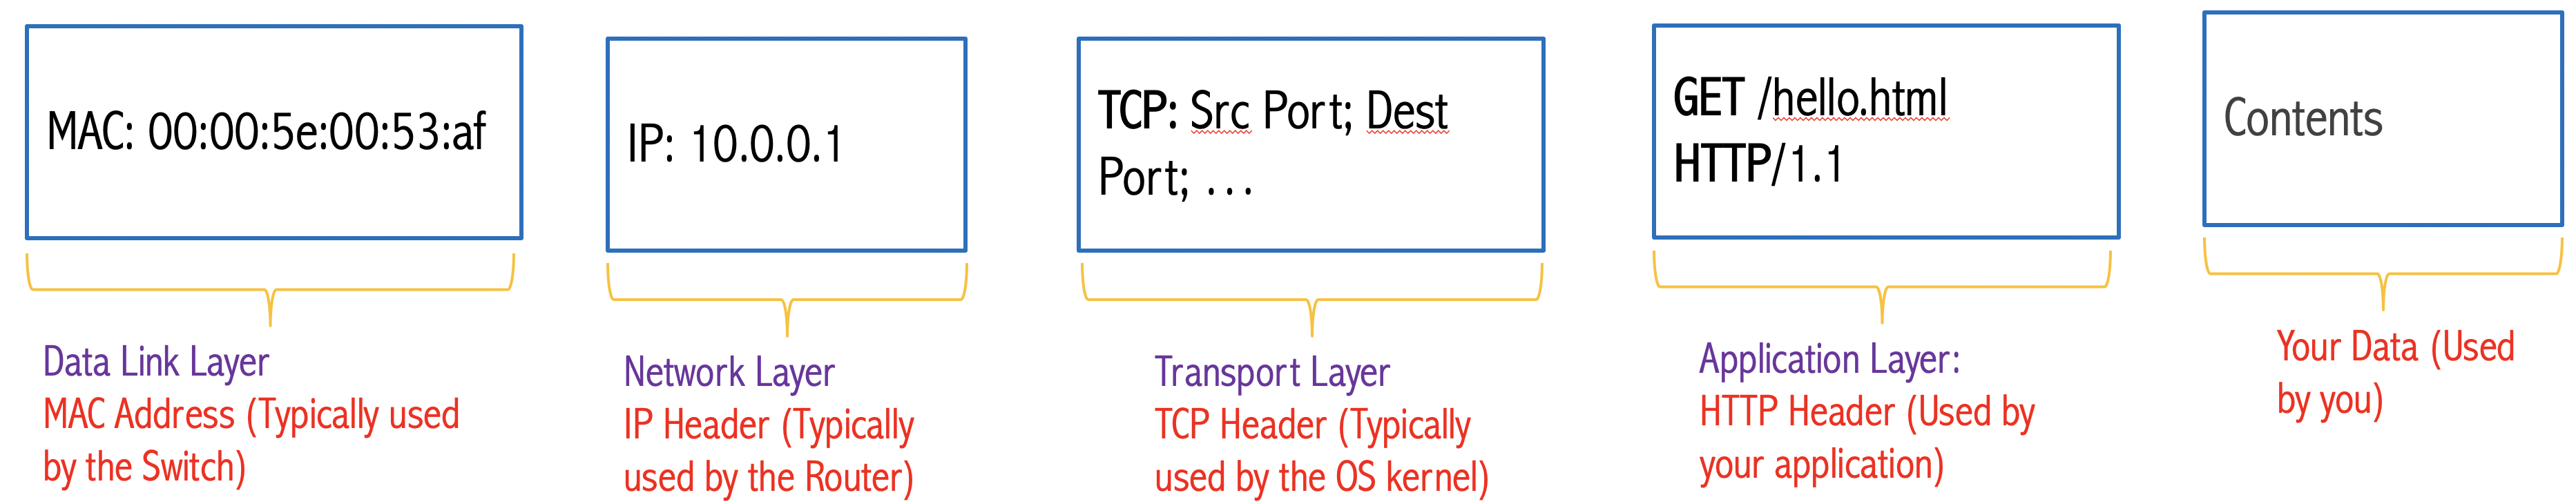 MAC: 00:00:5e:00:53:af
IP: 10.0.0.1
TCP: Src Port; Dest
Port; ...
GET /hello.html
HTTP/1.1
Contents
Data Link Layer
MAC Address (Typically used
by the Switch)
Network Layer
IP Header (Typically
used by the Router)
Transport Layer
TCP Header (Typically
used by the OS kernel)
Application Layer:
HTTP Header (Used by
your application)
Your Data (Used
by you)